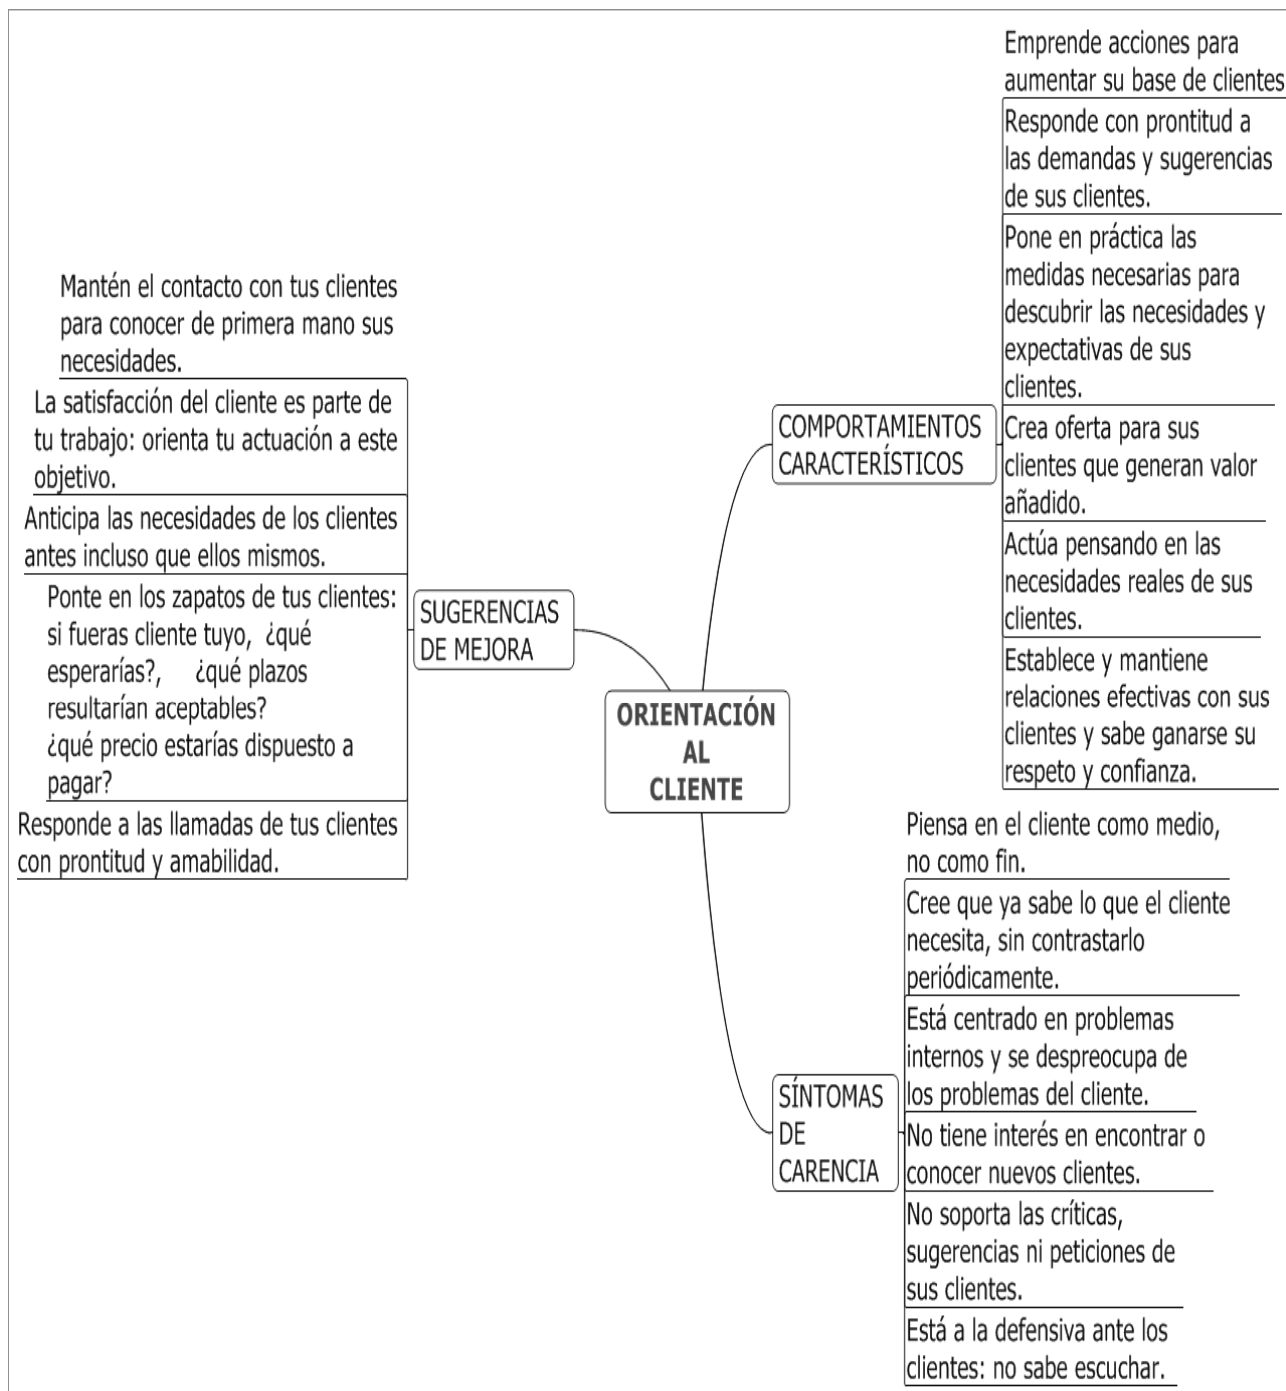 Emprende acciones para
aumentar su base de clientes
Responde con prontitud a
las demandas y sugerencias
de sus clientes.
Pone en práctica las
medidas necesarias para
descubrir las necesidades y
expectativas de sus
clientes.
COMPORTAMIENTOS
CARACTERÍSTICOS
Crea oferta para sus
clientes que generan valor
añadido.
Actúa pensando en las
necesidades reales de sus
clientes.
Establece y mantiene
relaciones efectivas con sus
clientes y sabe ganarse su
respeto y confianza.
Mantén el contacto con tus clientes
para conocer de primera mano sus
necesidades.
La satisfacción del cliente es parte de
tu trabajo: orienta tu actuación a este
objetivo.
Anticipa las necesidades de los clientes
antes incluso que ellos mismos.
Ponte en los zapatos de tus clientes:
si fueras cliente tuyo, ¿qué
esperarías?, ¿qué plazos
resultarían aceptables?
¿qué precio estarías dispuesto a
pagar?
Responde a las llamadas de tus clientes
con prontitud y amabilidad.
SUGERENCIAS
DE MEJORA
ORIENTACIÓN
AL
CLIENTE
Piensa en el cliente como medio,
no como fin.
Cree que ya sabe lo que el cliente
necesita, sin contrastarlo
periódicamente.
Está centrado en problemas
internos y se despreocupa de
los problemas del cliente.
SÍNTOMAS
DE
CARENCIA
No tiene interés en encontrar o
conocer nuevos clientes.
No soporta las críticas,
sugerencias ni peticiones de
sus clientes.
Está a la defensiva ante los
clientes: no sabe escuchar.